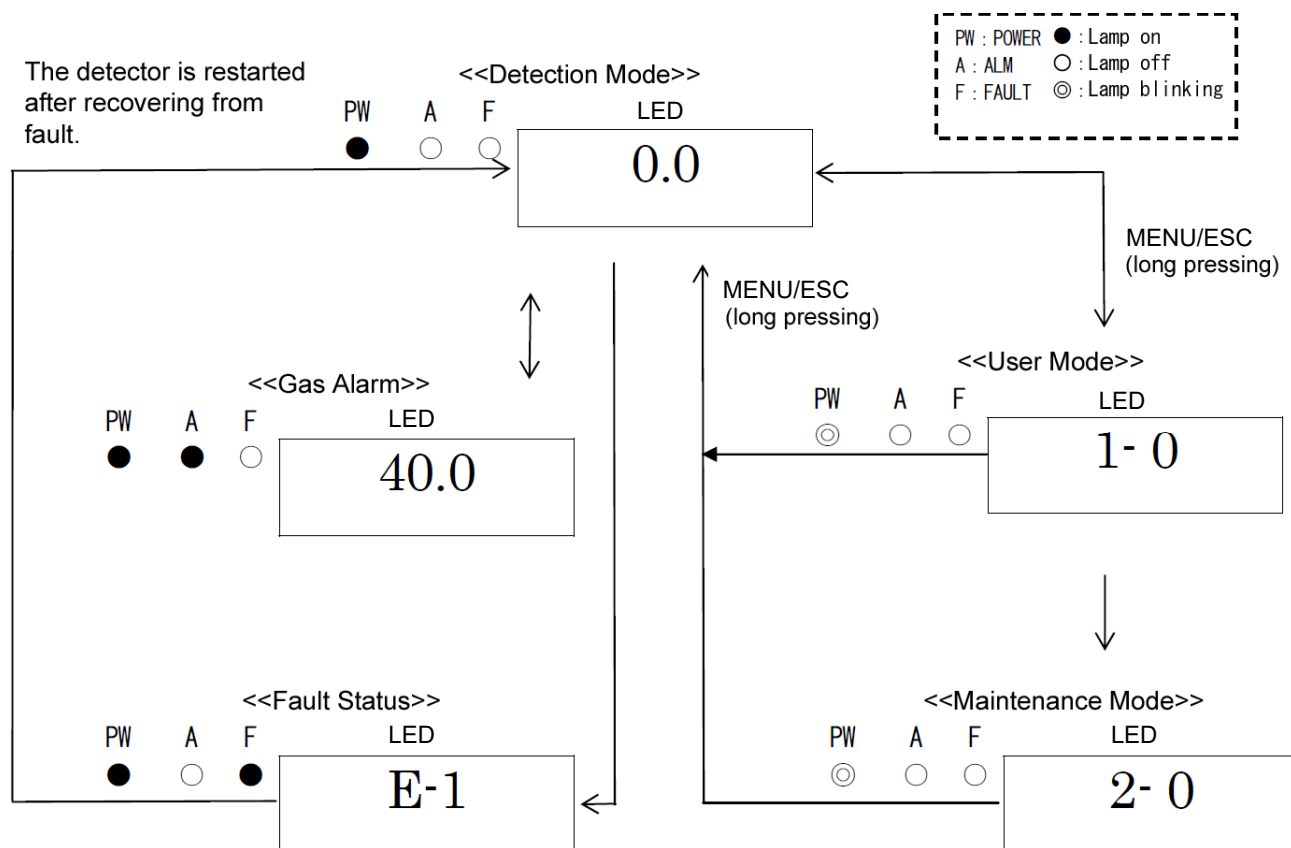 PW : POWER ● : Lamp on
A : ALM ○ : Lamp off
F : FAULT ◎ : Lamp blinking
The detector is restarted
after recovering from
fault.
<<Detection Mode>>
PW A F LED
0.0
MENU/ESC
(long pressing)
MENU/ESC
(long pressing)
<<Gas Alarm>>
PW A F LED
40.0
<<User Mode>>
PW A F LED
1- 0
<<Fault Status>>
PW A F LED
E-1
<<Maintenance Mode>>
PW A F LED
2- 0